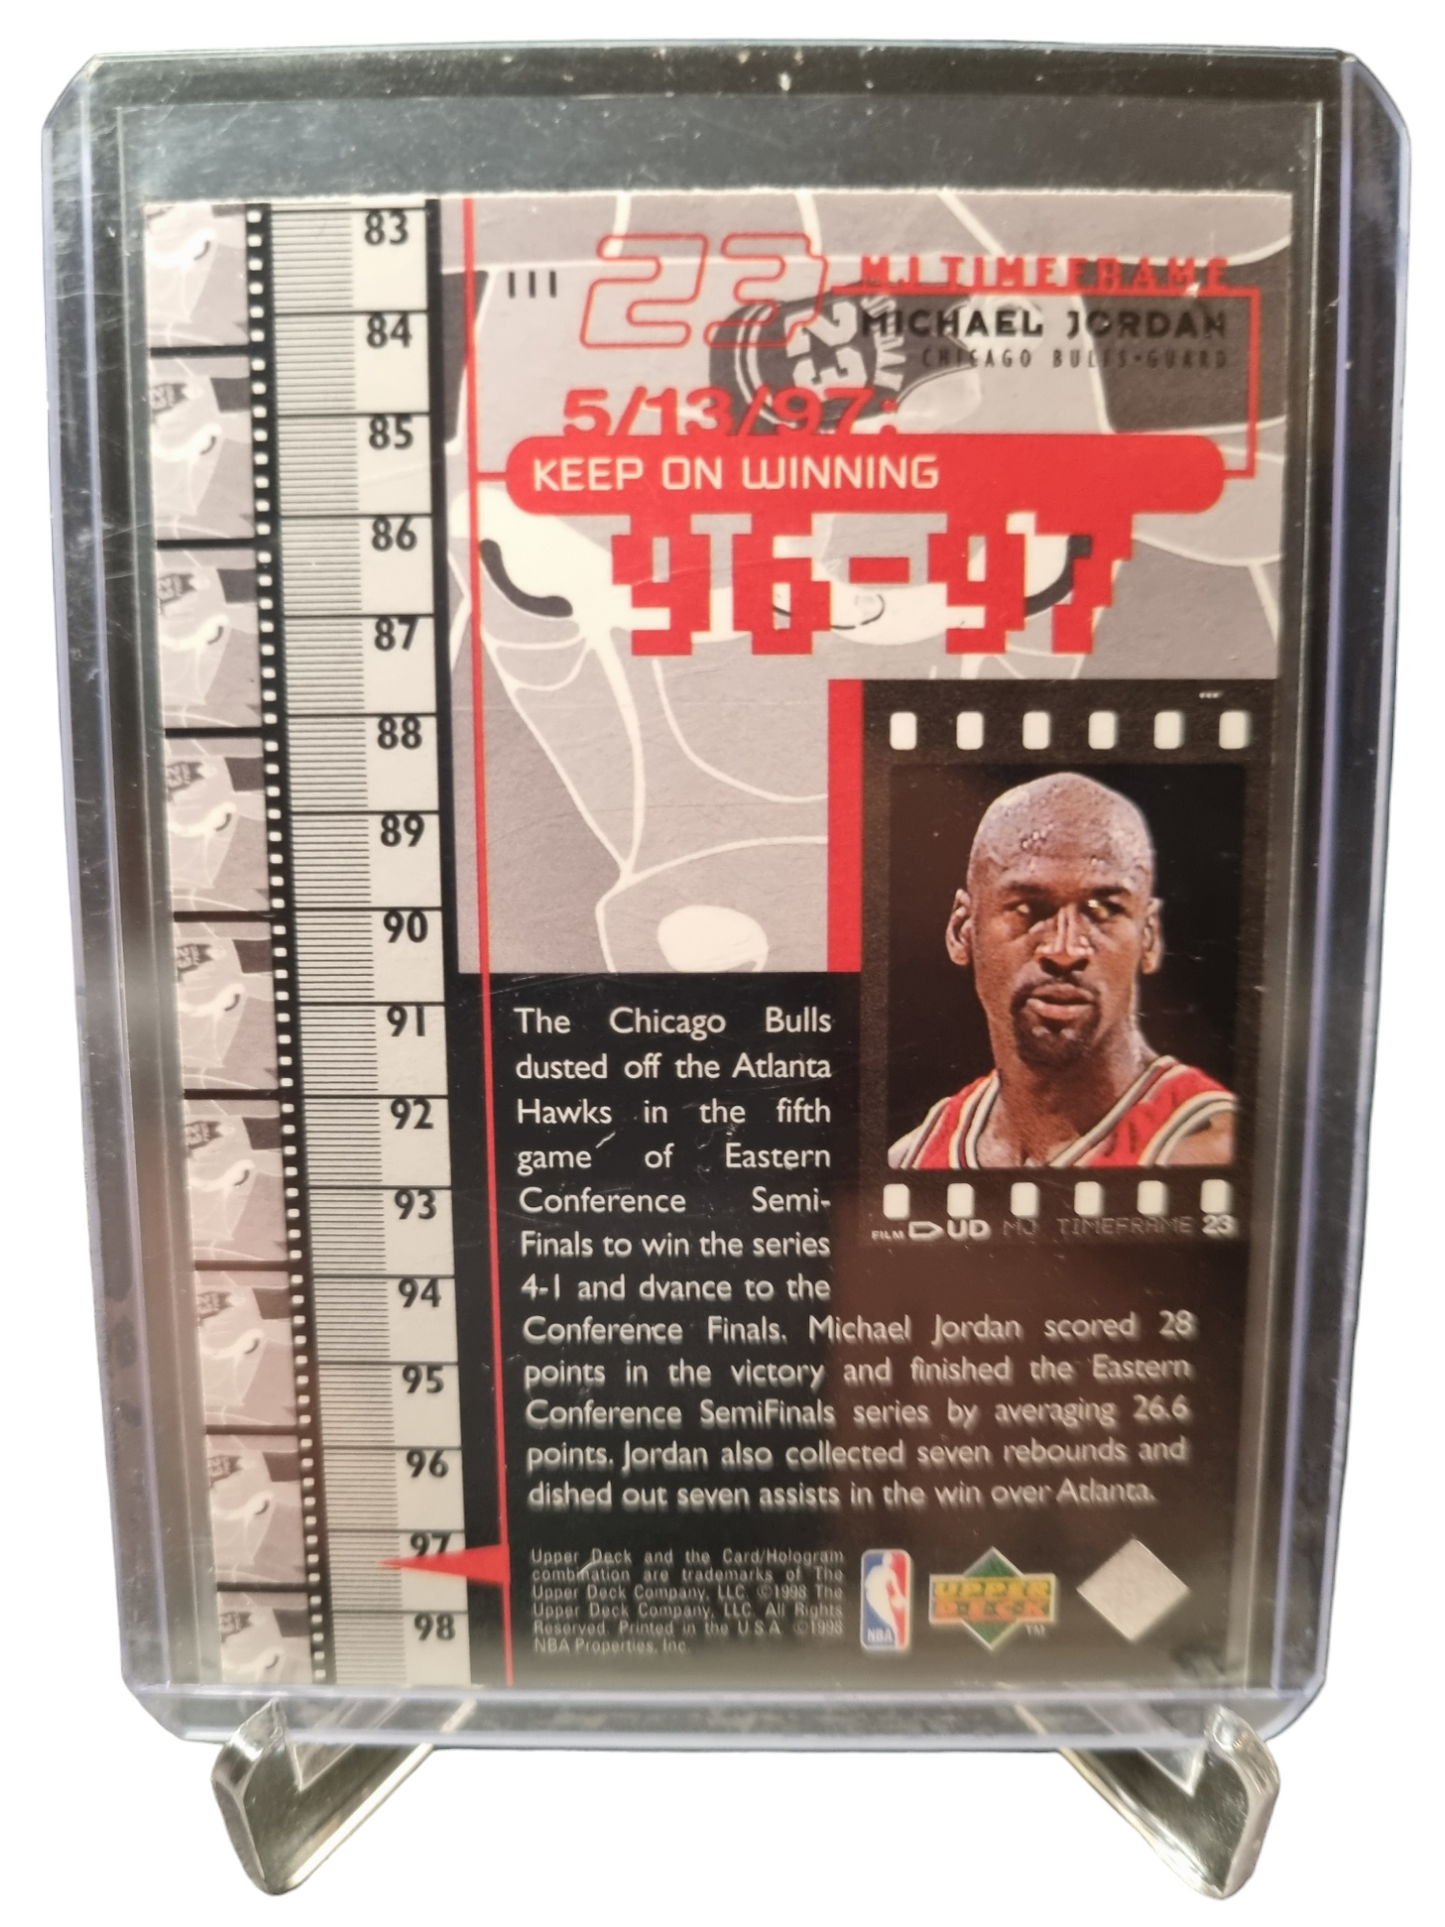 83
84
85
86
87
88
89
90
91
92
93
94
95
96
97
98
111
23
MJ TIMEFRAME
MICHAEL JORDAN
CHICAGO BULLS•GUARD
5/13/97:
KEEP ON WINNING
96-97
The Chicago Bulls
dusted off the Atlanta
Hawks in the fifth
game of Eastern
Conference Semi-
Finals to win the series
4-1 and dvance to the
Conference Finals. Michael Jordan scored 28
points in the victory and finished the Eastern
Conference SemiFinals series by averaging 26.6
points. Jordan also collected seven rebounds and
dished out seven assists in the win over Atlanta.
FILM UD MJ TIMEFRAME 23
Upper Deck and the Card/Hologram
combination are trademarks of The
Upper Deck Company, LLC. ©1998 The
Upper Deck Company, LLC. All Rights
Reserved. Printed in the U.S.A. ©1998
NBA Properties, Inc.
NBA
UPPER
DECK
TM